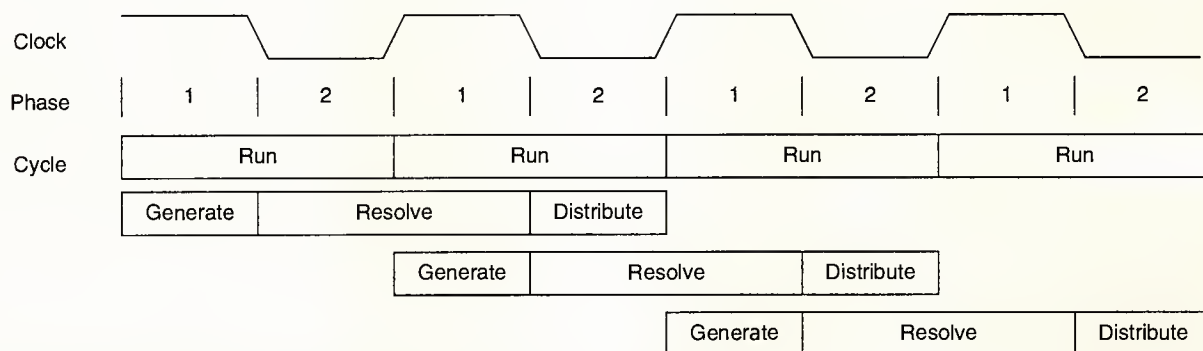 Clock
Phase 1 2 1 2 1 2 1 2
Cycle Run Run Run Run
Generate Resolve Distribute
Generate Resolve Distribute
Generate Resolve Distribute